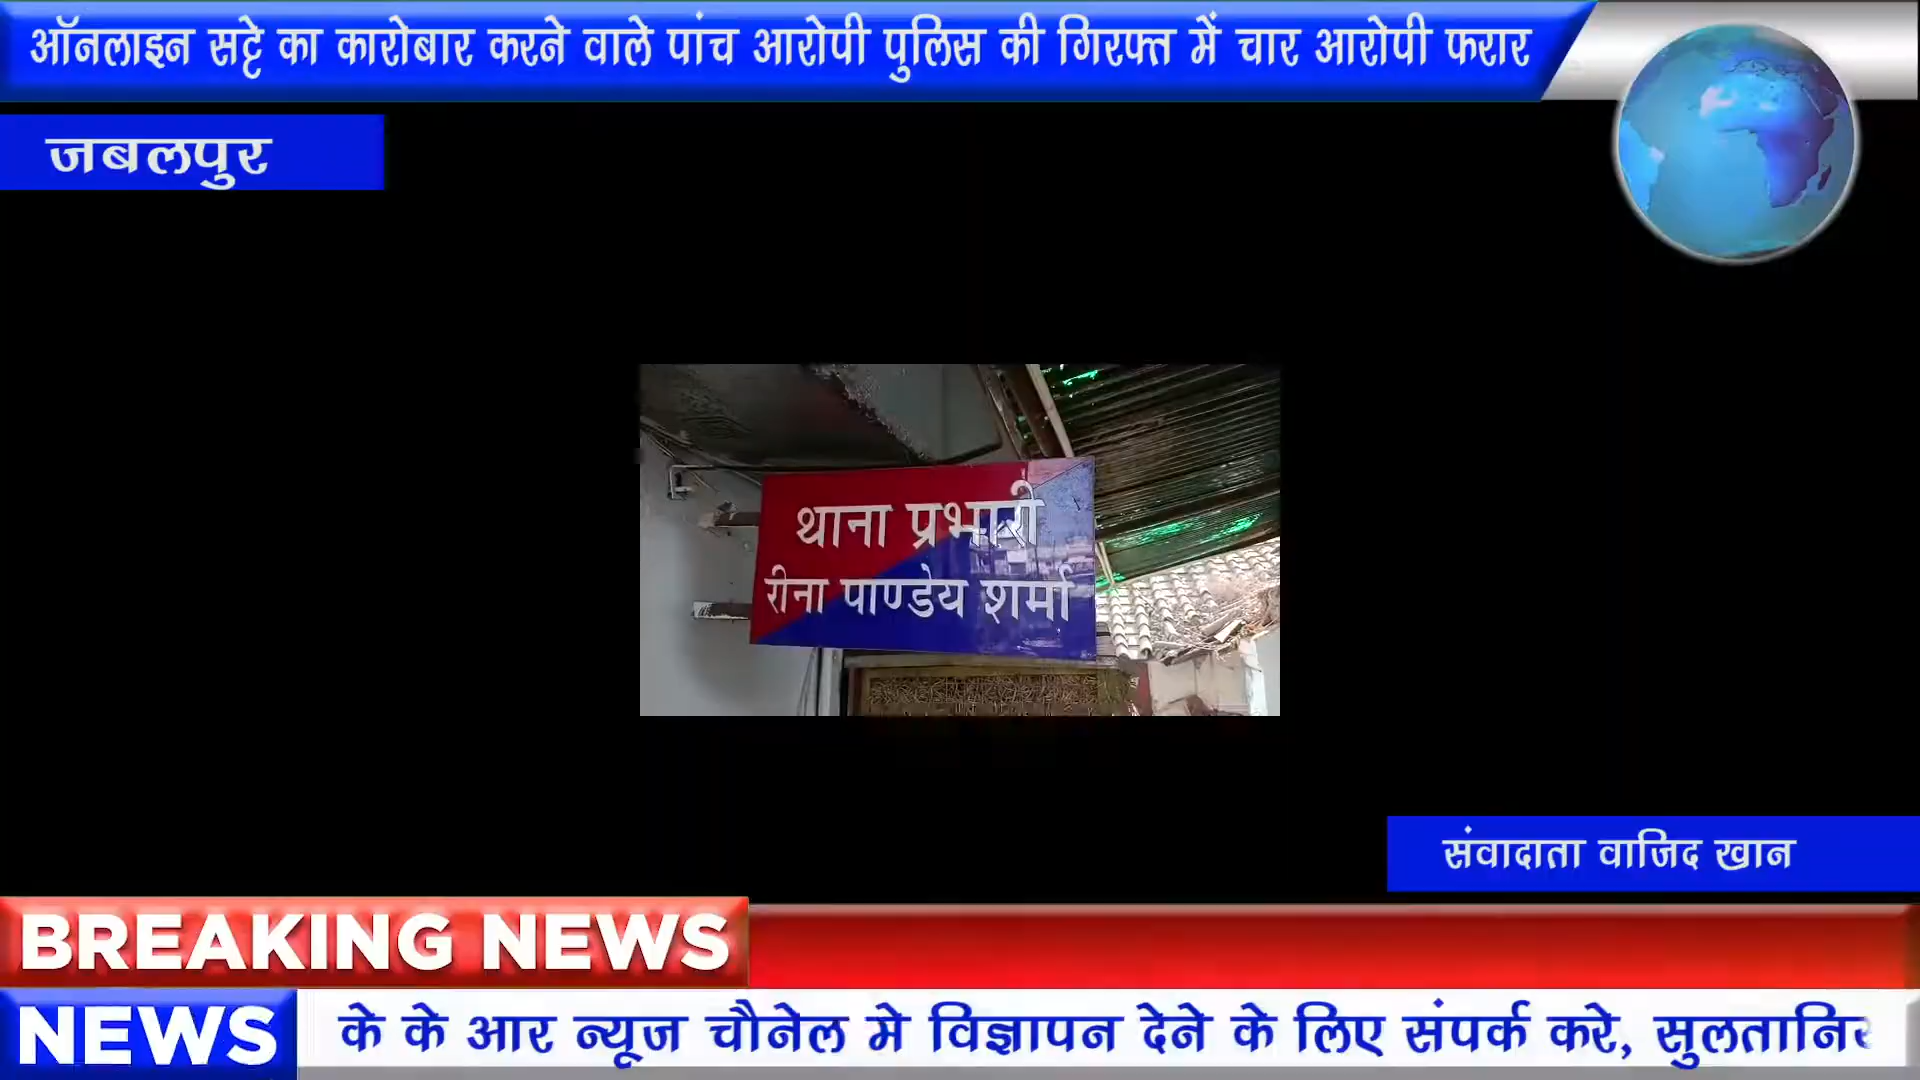 ऑनलाइन सट्टे का कारोबार करने वाले पांच आरोपी पुलिस की गिरफ्त में चार आरोपी फरार
जबलपुर
थाना प्रभारी
रीना पाण्डेय शर्मा
संवादाता वाजिद खान
BREAKING NEWS
NEWS के के आर न्यूज चौनेल मे विज्ञापन देने के लिए संपर्क करे,